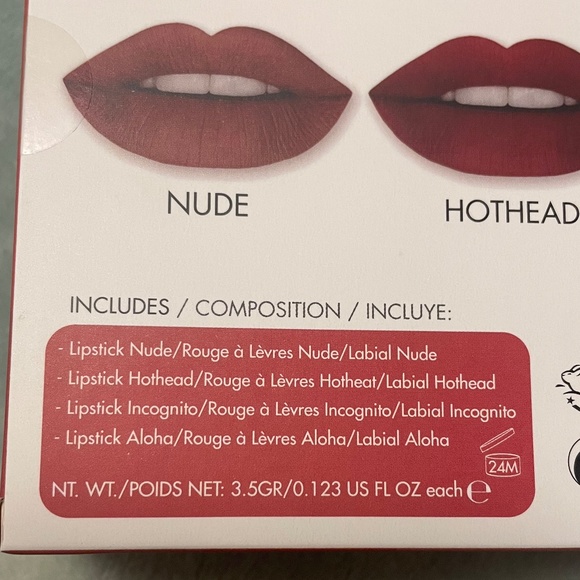 NUDE
HOTHEAD
INCLUDES / COMPOSITION / INCLUYE:
- Lipstick Nude/Rouge à Lèvres Nude/Labial Nude
- Lipstick Hothead/Rouge à Lèvres Hotheat/Labial Hothead
- Lipstick Incognito/Rouge à Lèvres Incognito/Labial Incognito
- Lipstick Aloha/Rouge à Lèvres Aloha/Labial Aloha
24M
NT. WT./POIDS NET: 3.5GR/0.123 US FL OZ each ℮